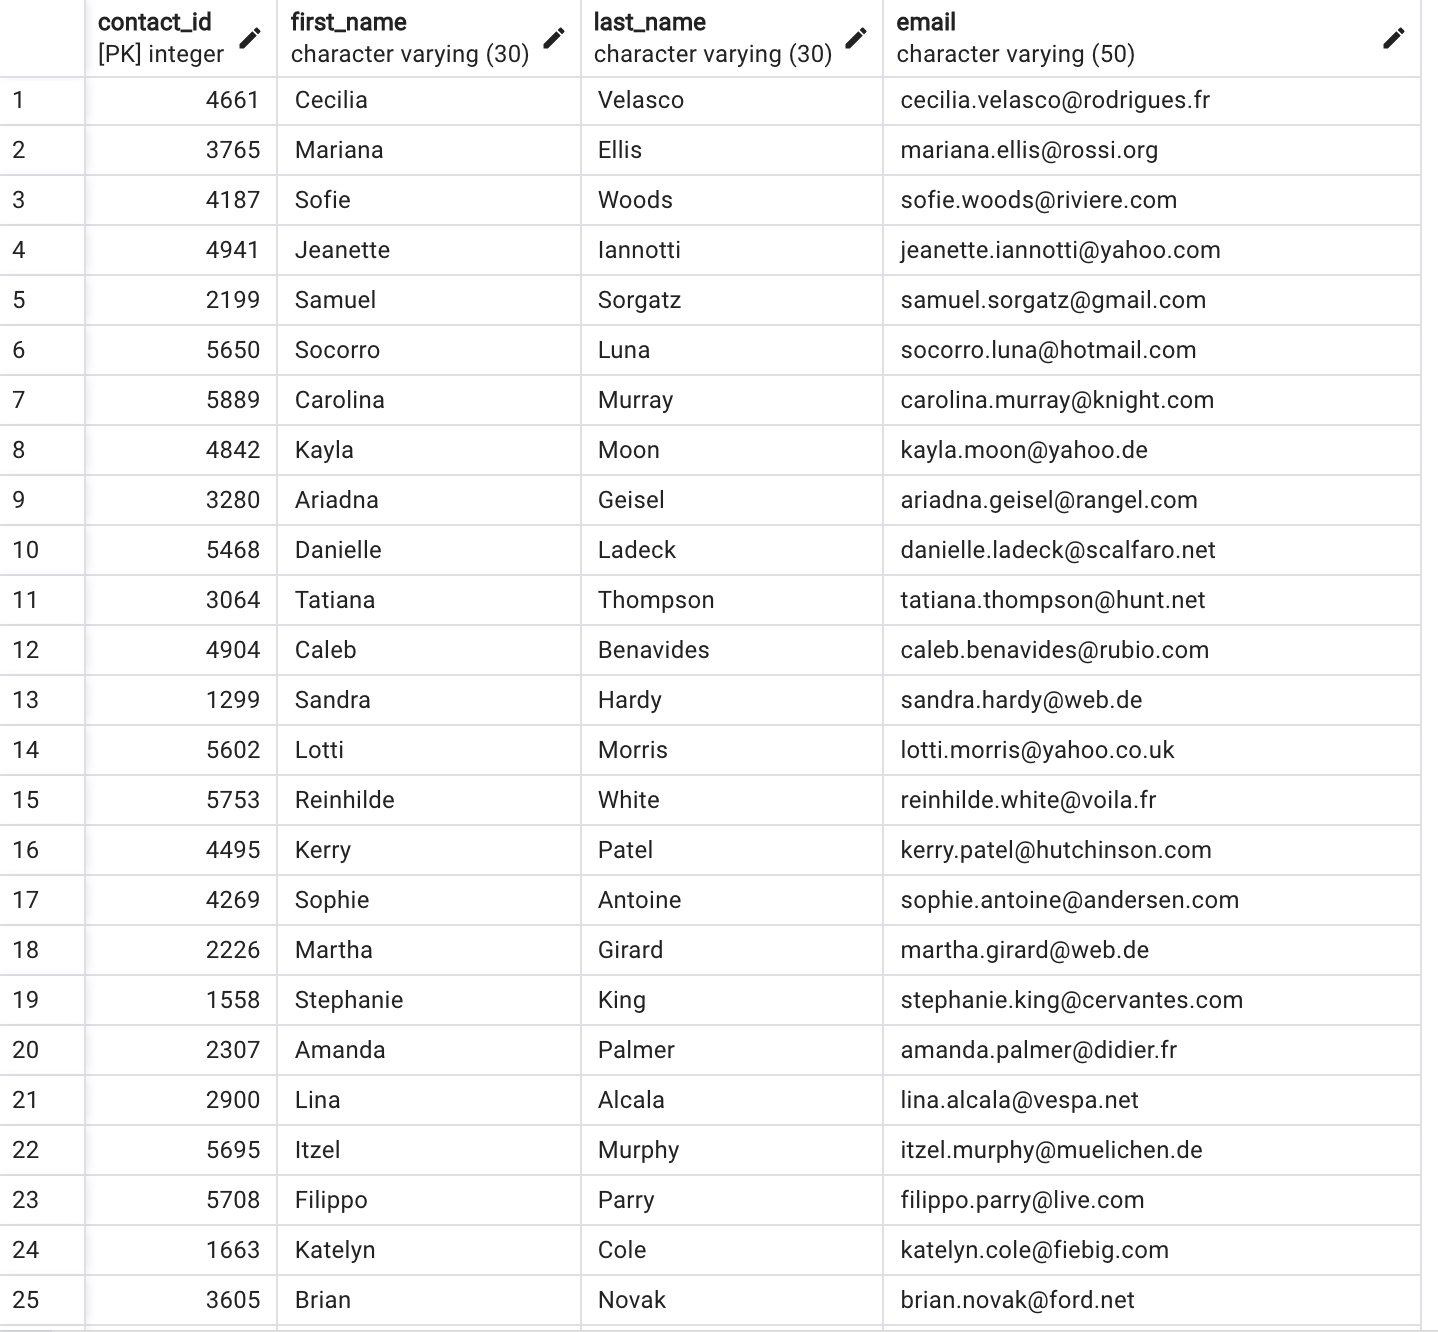 contact_id first_name last_name email
[PK] integer character varying (30) character varying (30) character varying (50)
1 4661 Cecilia Velasco cecilia.velasco@rodrigues.fr
2 3765 Mariana Ellis mariana.ellis@rossi.org
3 4187 Sofie Woods sofie.woods@riviere.com
4 4941 Jeanette Iannotti jeanette.iannotti@yahoo.com
5 2199 Samuel Sorgatz samuel.sorgatz@gmail.com
6 5650 Socorro Luna socorro.luna@hotmail.com
7 5889 Carolina Murray carolina.murray@knight.com
8 4842 Kayla Moon kayla.moon@yahoo.de
9 3280 Ariadna Geisel ariadna.geisel@rangel.com
10 5468 Danielle Ladeck danielle.ladeck@scalfaro.net
11 3064 Tatiana Thompson tatiana.thompson@hunt.net
12 4904 Caleb Benavides caleb.benavides@rubio.com
13 1299 Sandra Hardy sandra.hardy@web.de
14 5602 Lotti Morris lotti.morris@yahoo.co.uk
15 5753 Reinhilde White reinhilde.white@voila.fr
16 4495 Kerry Patel kerry.patel@hutchinson.com
17 4269 Sophie Antoine sophie.antoine@andersen.com
18 2226 Martha Girard martha.girard@web.de
19 1558 Stephanie King stephanie.king@cervantes.com
20 2307 Amanda Palmer amanda.palmer@didier.fr
21 2900 Lina Alcala lina.alcala@vespa.net
22 5695 Itzel Murphy itzel.murphy@muelichen.de
23 5708 Filippo Parry filippo.parry@live.com
24 1663 Katelyn Cole katelyn.cole@fiebig.com
25 3605 Brian Novak brian.novak@ford.net